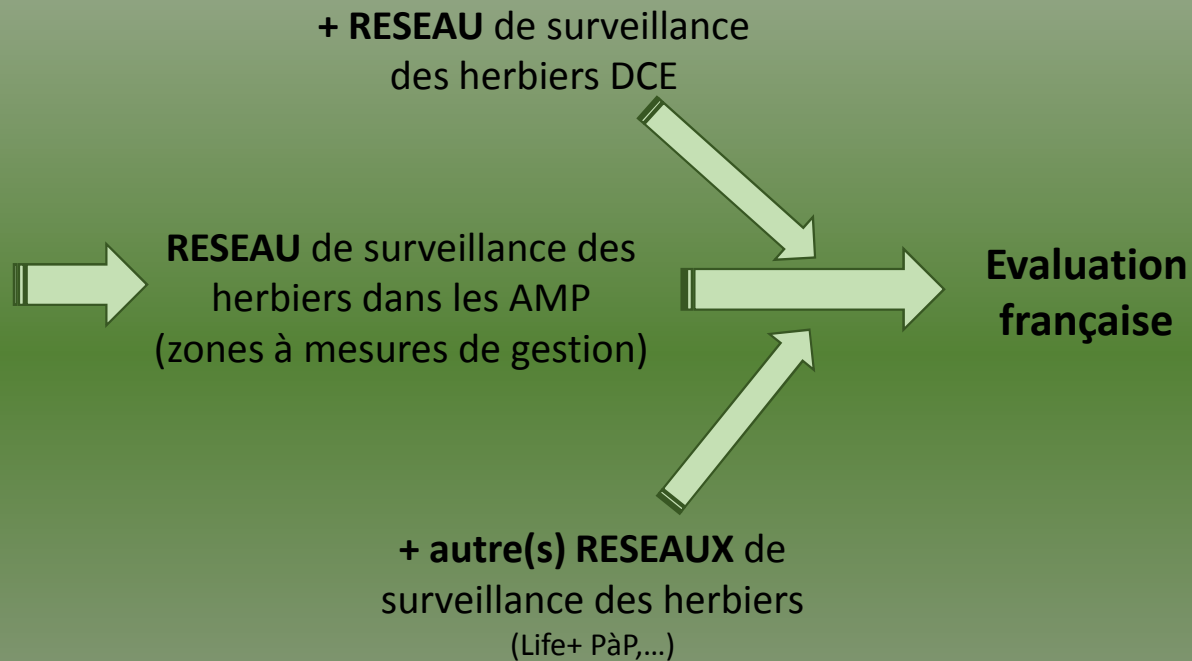 + RESEAU de surveillance
des herbiers DCE
RESEAU de surveillance des
herbiers dans les AMP
(zones à mesures de gestion)
Evaluation
française
+ autre(s) RESEAUX de
surveillance des herbiers
(Life+ PàP,...)